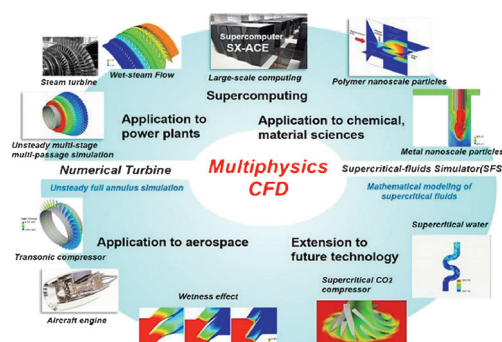 Supercomputer
SX-ACE
Steam turbine
Wet-steam Flow
Large-scale computing
Polymer nanoscale particles
Supercomputing
Application to
power plants
Application to chemical,
material sciences
Unsteady multi-stage
multi-passage simulation
Metal nanoscale particles
Numerical Turbine
Multiphysics
CFD
Supercritical-fluids Simulator(SFS
Unsteady full annulus simulation
Mathematical modeling of
supercritical fluids
Transonic compressor
Application to aerospace
Extension to
future technology
Supercritical water
Aircraft engine
Wetness effect
Supercritical CO2
compressor